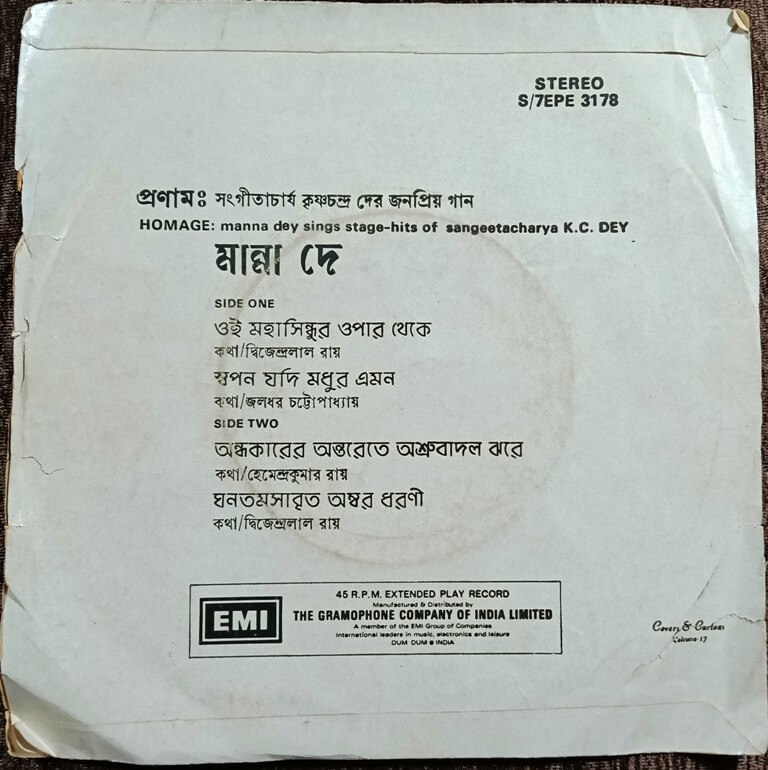 STEREO
S/7EPE 3178
প্রণাম: সংগীতাচার্য কৃষ্ণচন্দ্র দের জনপ্রিয় গান
HOMAGE: manna dey sings stage-hits of sangeetacharya K.C. DEY
মান্না দে
SIDE ONE
ওই মহাসিন্ধুর ওপার থেকে
কথা/দ্বিজেন্দ্রলাল রায়
স্বপন যদি মধুর এমন
কথা/জলধর চট্টোপাধ্যায়
SIDE TWO
অন্ধকারের অন্তরেতে অশ্রুবাদল ঝরে
কথা/হেমেন্দ্রকুমার রায়
ঘনতমসাবৃত অম্বর ধরণী
কথা/দ্বিজেন্দ্রলাল রায়
EMI
45 R.P.M. EXTENDED PLAY RECORD
Manufactured & Distributed by
THE GRAMOPHONE COMPANY OF INDIA LIMITED
A member of the EMI Group of Companies
International leaders in music, electronics and leisure
DUM DUM ● INDIA
Covers &
Calcutta-17